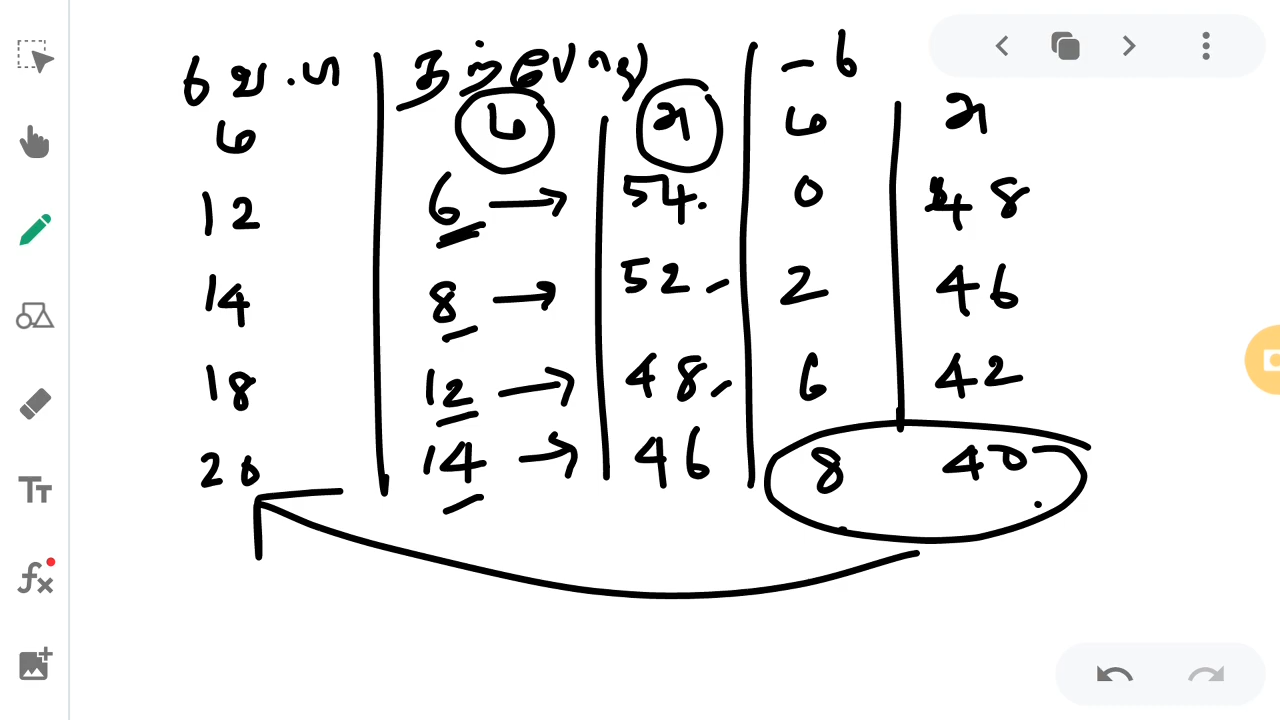 6 வ. | - 6
ம | ம | அ | ம | அ
12 | 6 → | 54. | 0 | 48
14 | 8 → | 52 - | 2 | 46
18 | 12 → | 48 - | 6 | 42
20 | 14 → | 46 | 8 | 40